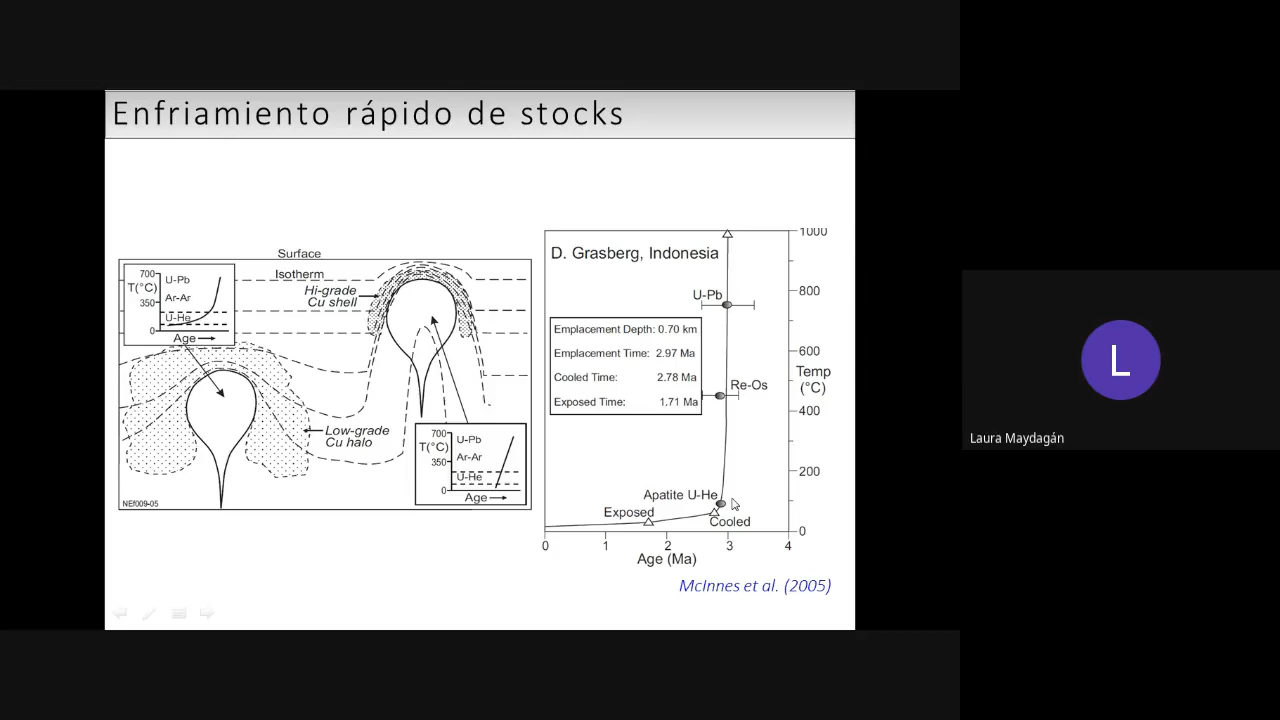 Enfriamiento rápido de stocks
Surface
Isotherm
700
T(°C)
350
0
U-Pb
Ar-Ar
U-He
Age
Hi-grade
Cu shell
Low-grade
Cu halo
700
T(°C)
350
0
U-Pb
Ar-Ar
U-He
Age
NEf009-05
D. Grasberg, Indonesia
U-Pb
Emplacement Depth: 0.70 km
Emplacement Time: 2.97 Ma
Cooled Time: 2.78 Ma
Exposed Time: 1.71 Ma
Re-Os
Apatite U-He
Exposed
Cooled
1000
800
600
Temp
(°C)
400
200
0
0 1 2 3 4
Age (Ma)
McInnes et al. (2005)
L
Laura Maydagán